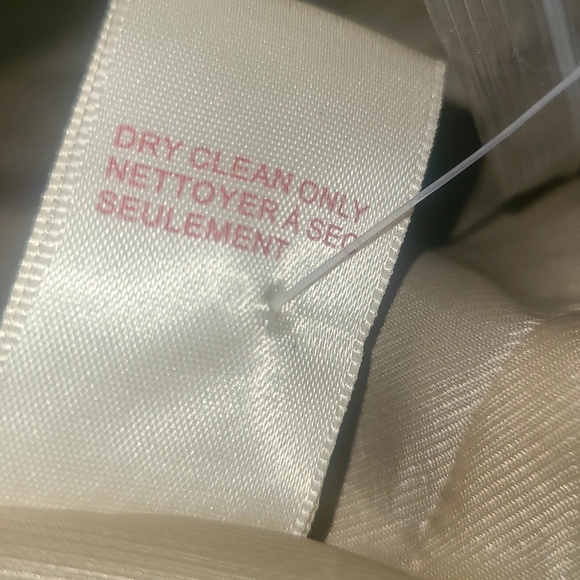 DRY CLEAN ONLY
NETTOYER À SEC
SEULEMENT